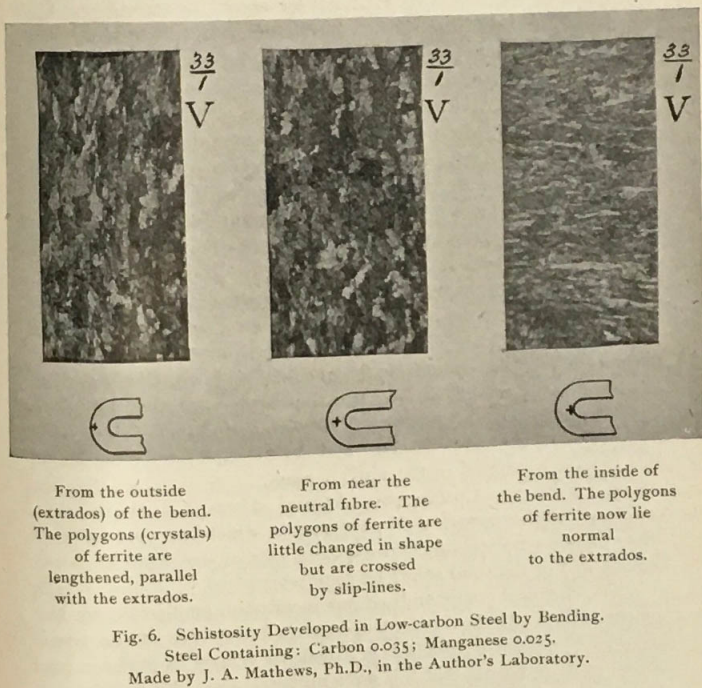 33
1
V
33
1
V
33
1
V
From the outside
(extrados) of the bend.
The polygons (crystals)
of ferrite are
lengthened, parallel
with the extrados.
From near the
neutral fibre. The
polygons of ferrite are
little changed in shape
but are crossed
by slip-lines.
From the inside of
the bend. The polygons
of ferrite now lie
normal
to the extrados.
Fig. 6. Schistosity Developed in Low-carbon Steel by Bending.
Steel Containing: Carbon 0.035; Manganese 0.025.
Made by J. A. Mathews, Ph.D., in the Author's Laboratory.